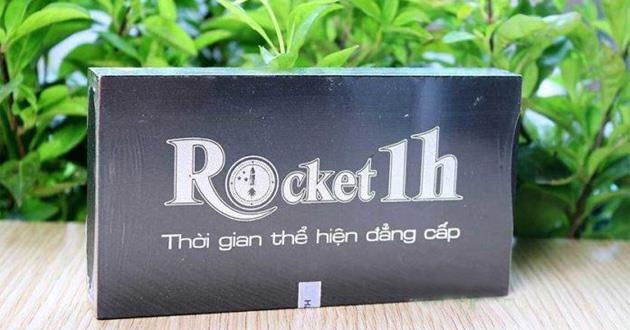 Rocket 1h
Thời gian thể hiện đẳng cấp